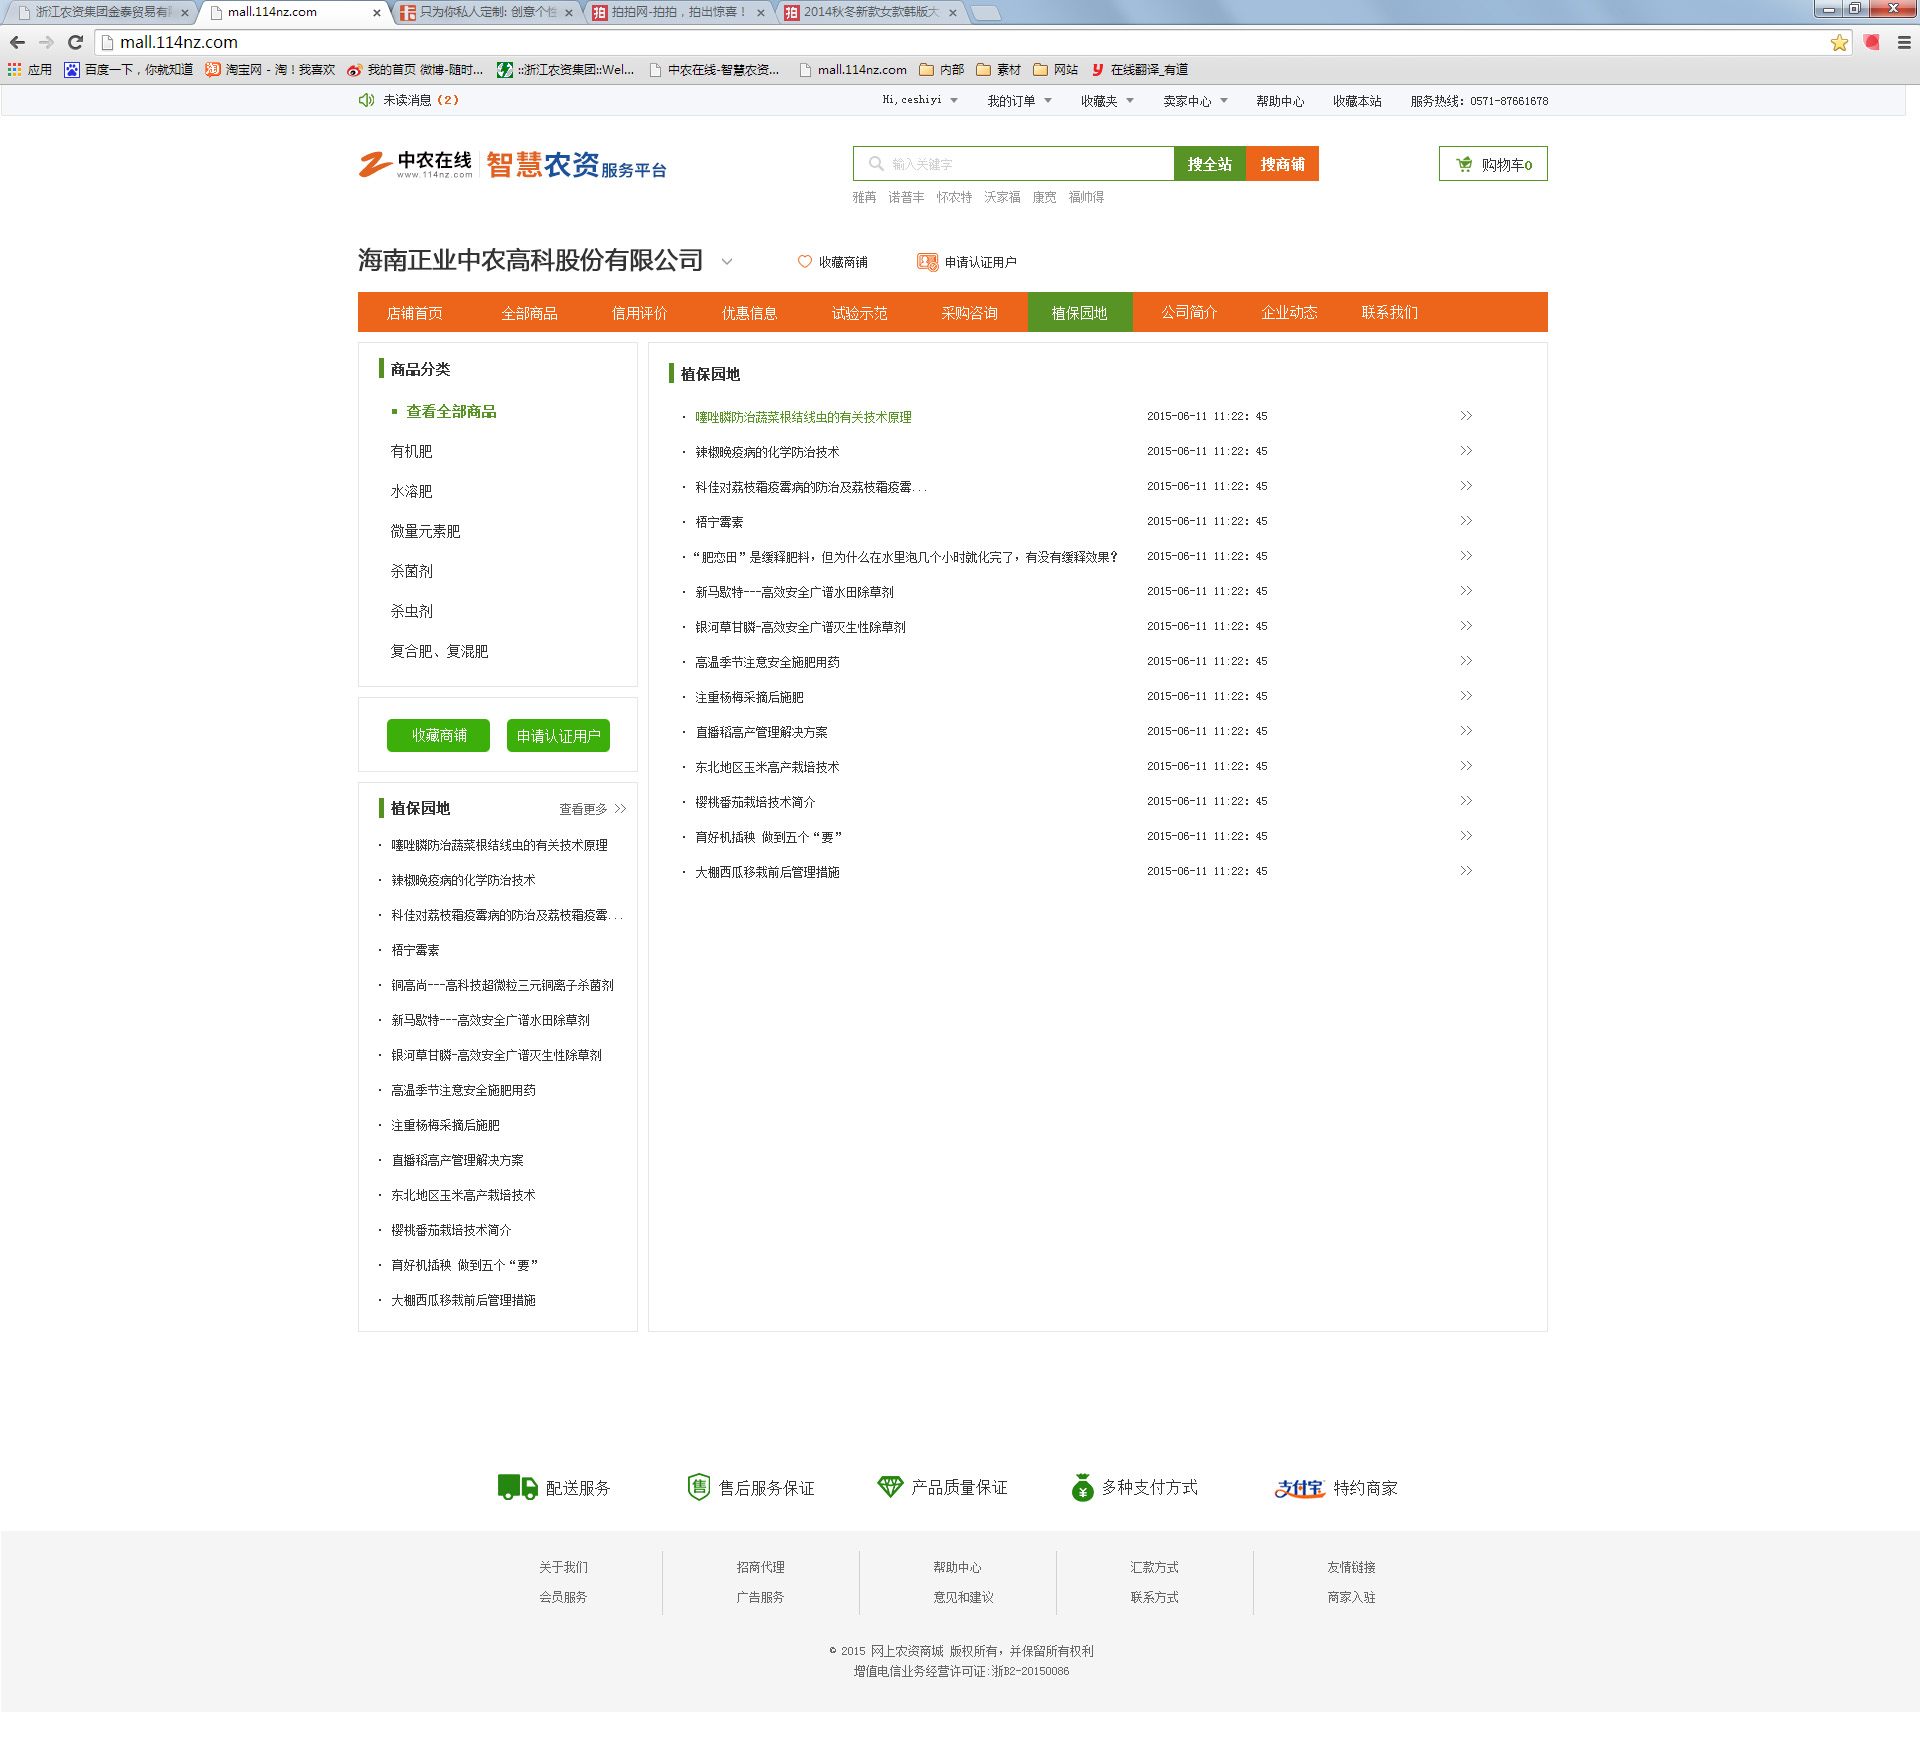 浙江农资集团金泰贸易有
mall.114nz.com
只为你私人定制: 创意个性
拍拍网-拍拍，拍出惊喜！
2014秋冬新款女款韩版大
mall.114nz.com
应用 百度一下，你就知道 淘宝网 - 淘！我喜欢 我的首页 微博-随时... ::浙江农资集团::Wel... 中农在线-智慧农资... mall.114nz.com 内部 素材 网站 在线翻译_有道
未读消息（2） Hi,ceshiyi 我的订单 收藏夹 卖家中心 帮助中心 收藏本站 服务热线：0571-87661678
中农在线 www.114nz.com 智慧农资服务平台
输入关键字 搜全站 搜商铺 购物车0
雅苒 诺普丰 怀农特 沃家福 康宽 福帅得
海南正业中农高科股份有限公司 收藏商铺 申请认证用户
店铺首页 全部商品 信用评价 优惠信息 试验示范 采购咨询 植保园地 公司简介 企业动态 联系我们
商品分类
查看全部商品
有机肥
水溶肥
微量元素肥
杀菌剂
杀虫剂
复合肥、复混肥
收藏商铺 申请认证用户
植保园地 查看更多 >>
· 噻唑膦防治蔬菜根结线虫的有关技术原理
· 辣椒晚疫病的化学防治技术
· 科佳对荔枝霜疫霉病的防治及荔枝霜疫霉...
· 梧宁霉素
· 铜高尚---高科技超微粒三元铜离子杀菌剂
· 新马歇特---高效安全广谱水田除草剂
· 银河草甘膦-高效安全广谱灭生性除草剂
· 高温季节注意安全施肥用药
· 注重杨梅采摘后施肥
· 直播稻高产管理解决方案
· 东北地区玉米高产栽培技术
· 樱桃番茄栽培技术简介
· 育好机插秧 做到五个“要”
· 大棚西瓜移栽前后管理措施
植保园地
· 噻唑膦防治蔬菜根结线虫的有关技术原理 2015-06-11 11:22: 45 >>
· 辣椒晚疫病的化学防治技术 2015-06-11 11:22: 45 >>
· 科佳对荔枝霜疫霉病的防治及荔枝霜疫霉... 2015-06-11 11:22: 45 >>
· 梧宁霉素 2015-06-11 11:22: 45 >>
· “肥恋田”是缓释肥料，但为什么在水里泡几个小时就化完了，有没有缓释效果？ 2015-06-11 11:22: 45 >>
· 新马歇特---高效安全广谱水田除草剂 2015-06-11 11:22: 45 >>
· 银河草甘膦-高效安全广谱灭生性除草剂 2015-06-11 11:22: 45 >>
· 高温季节注意安全施肥用药 2015-06-11 11:22: 45 >>
· 注重杨梅采摘后施肥 2015-06-11 11:22: 45 >>
· 直播稻高产管理解决方案 2015-06-11 11:22: 45 >>
· 东北地区玉米高产栽培技术 2015-06-11 11:22: 45 >>
· 樱桃番茄栽培技术简介 2015-06-11 11:22: 45 >>
· 育好机插秧 做到五个“要” 2015-06-11 11:22: 45 >>
· 大棚西瓜移栽前后管理措施 2015-06-11 11:22: 45 >>
配送服务 售 售后服务保证 产品质量保证 ¥ 多种支付方式 支付宝 特约商家
关于我们 招商代理 帮助中心 汇款方式 友情链接
会员服务 广告服务 意见和建议 联系方式 商家入驻
© 2015 网上农资商城 版权所有，并保留所有权利
增值电信业务经营许可证:浙B2-20150086